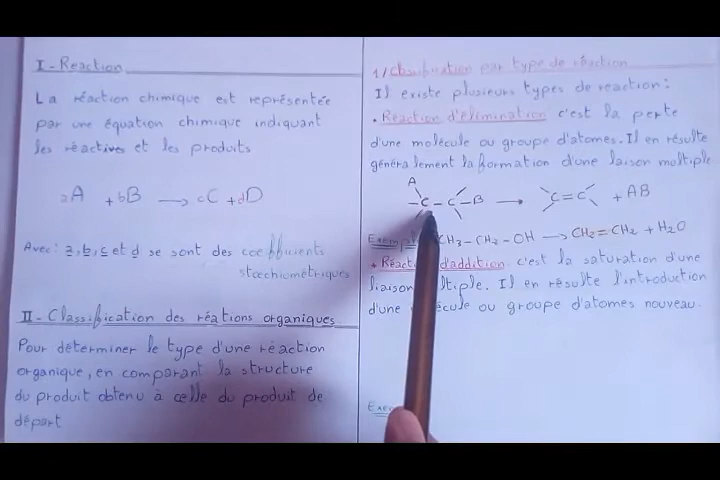 I - Reaction
La réaction chimique est représentée
par une équation chimique indiquant
les réactives et les produits
aA + bB → cC + dD
Avec: a, b, c et d se sont des coefficients
stœchiométriques
II - Classification des réations organiques
Pour déterminer le type d'une réaction
organique, en comparant la structure
du produit obtenu à celle du produit de
départ
1/ Classification par type de réaction
Il existe plusieurs types de reaction:
• Réaction d'élimination c'est la perte
d'une molécule ou groupe d'atomes. Il en résulte
généralement la formation d'une laison multiple
A
- C - C - B → C = C + AB
CH3 - CH2 - OH → CH2 = CH2 + H2O
d'addition c'est la saturation d'une
liaison Il en résulte l'introduction
d'une ou groupe d'atomes nouveau.